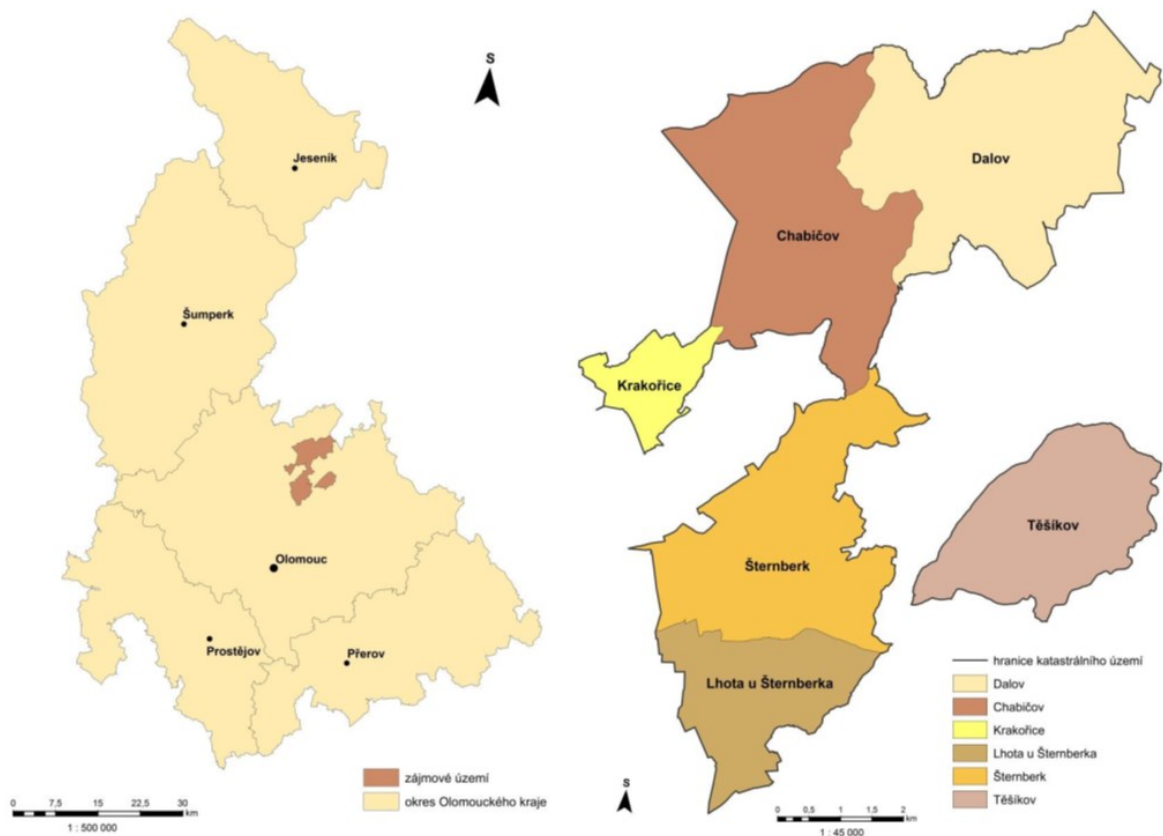 S
Jeseník
Šumperk
Olomouc
Prostějov
Přerov
zájmové území
okres Olomouckého kraje
0 7,5 15 22,5 30
km
1 : 500 000
Dalov
Chabičov
Krakořice
Těšíkov
Šternberk
Lhota u Šternberka
hranice katastrálního území
Dalov
Chabičov
Krakořice
Lhota u Šternberka
Šternberk
Těšíkov
S
0 0,5 1 1,5 2
km
1 : 45 000